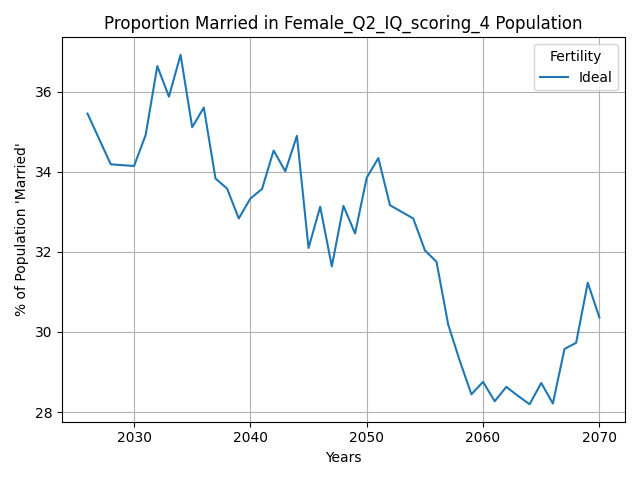 Proportion Married in Female_Q2_IQ_scoring_4 Population
Fertility
Ideal
% of Population 'Married'
36
34
32
30
28
2030
2040
2050
2060
2070
Years